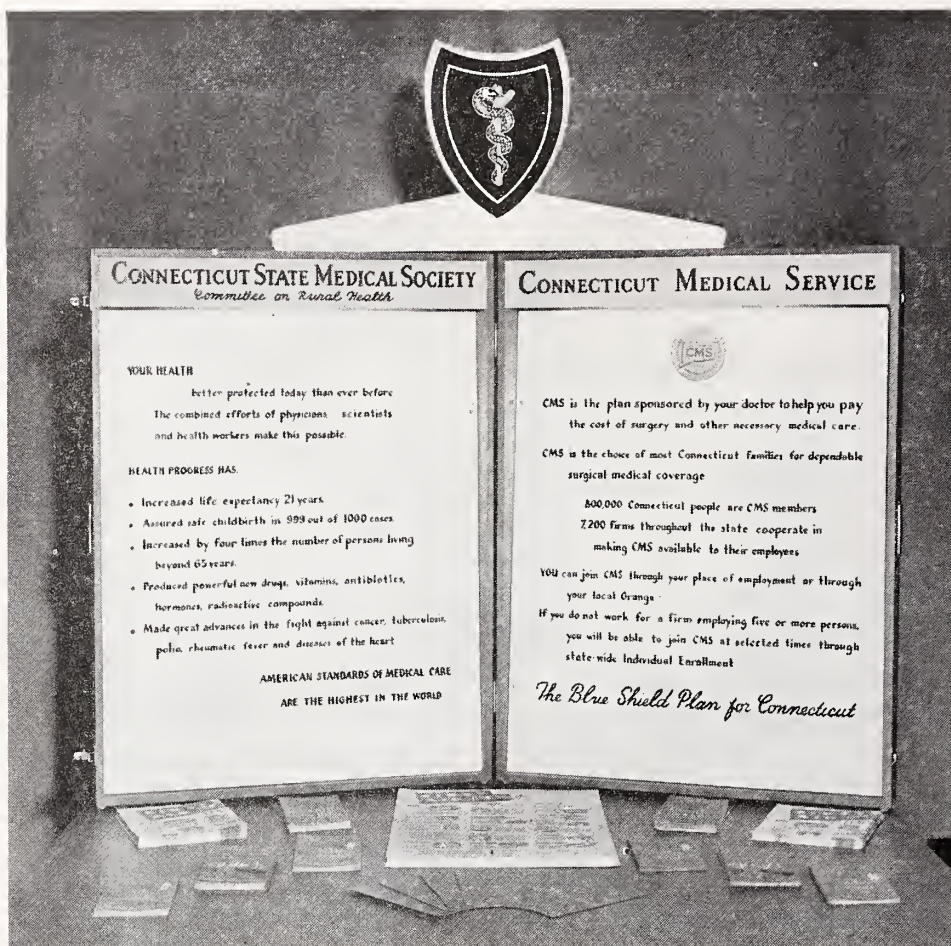 CONNECTICUT STATE MEDICAL SOCIETY
Committee on Rural Health
YOUR HEALTH
better protected today than ever before
The combined efforts of physicians scientists
and health workers make this possible.
HEALTH PROGRESS HAS.
• Increased life expectancy 21 years.
• Assured safe childbirth in 999 out of 1000 cases.
• Increased by four times the number of persons living
beyond 65 years.
• Produced powerful new drugs, vitamins, antibiotics,
hormones, radioactive compounds.
• Made great advances in the fight against cancer, tuberculosis,
polio, rheumatic fever and diseases of the heart
AMERICAN STANDARDS OF MEDICAL CARE
ARE THE HIGHEST IN THE WORLD
CONNECTICUT MEDICAL SERVICE
CMS
CMS is the plan sponsored by your doctor to help you pay
the cost of surgery and other necessary medical care.
CMS is the choice of most Connecticut families for dependable
surgical medical coverage
800,000 Connecticut people are CMS members
7,200 firms throughout the state cooperate in
making CMS available to their employees
YOU can join CMS through your place of employment or through
your local Grange.
If you do not work for a firm employing five or more persons,
you will be able to join CMS at selected times through
state-wide Individual Enrollment
The Blue Shield Plan for Connecticut